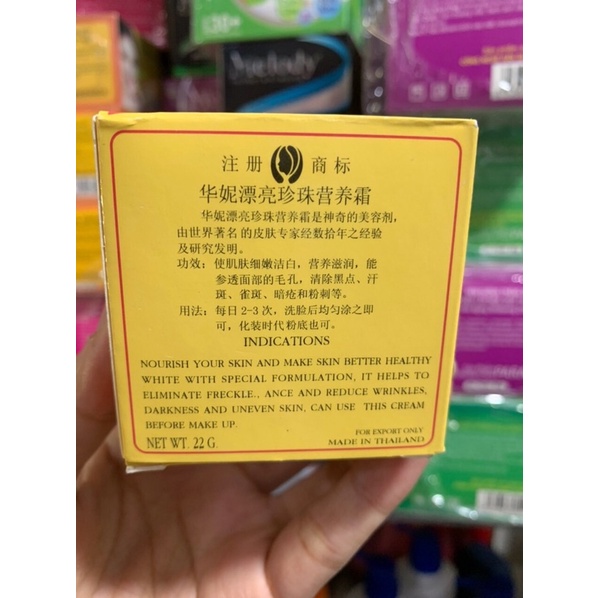 Melody
注册 商标
华妮漂亮珍珠营养霜
华妮漂亮珍珠营养霜是神奇的美容剂，
由世界著名的皮肤专家经数拾年之经验
及研究发明。
功效：使肌肤细嫩洁白，营养滋润，能
参透面部的毛孔，清除黑点、汗
斑、雀斑、暗疮和粉刺等。
用法：每日2-3次，洗脸后均匀涂之即
可，化装时代粉底也可。
INDICATIONS
NOURISH YOUR SKIN AND MAKE SKIN BETTER HEALTHY
WHITE WITH SPECIAL FORMULATION, IT HELPS TO
ELIMINATE FRECKLE., ANCE AND REDUCE WRINKLES,
DARKNESS AND UNEVEN SKIN, CAN USE THIS CREAM
BEFORE MAKE UP.
FOR EXPORT ONLY
NET WT. 22 G. MADE IN THAILAND